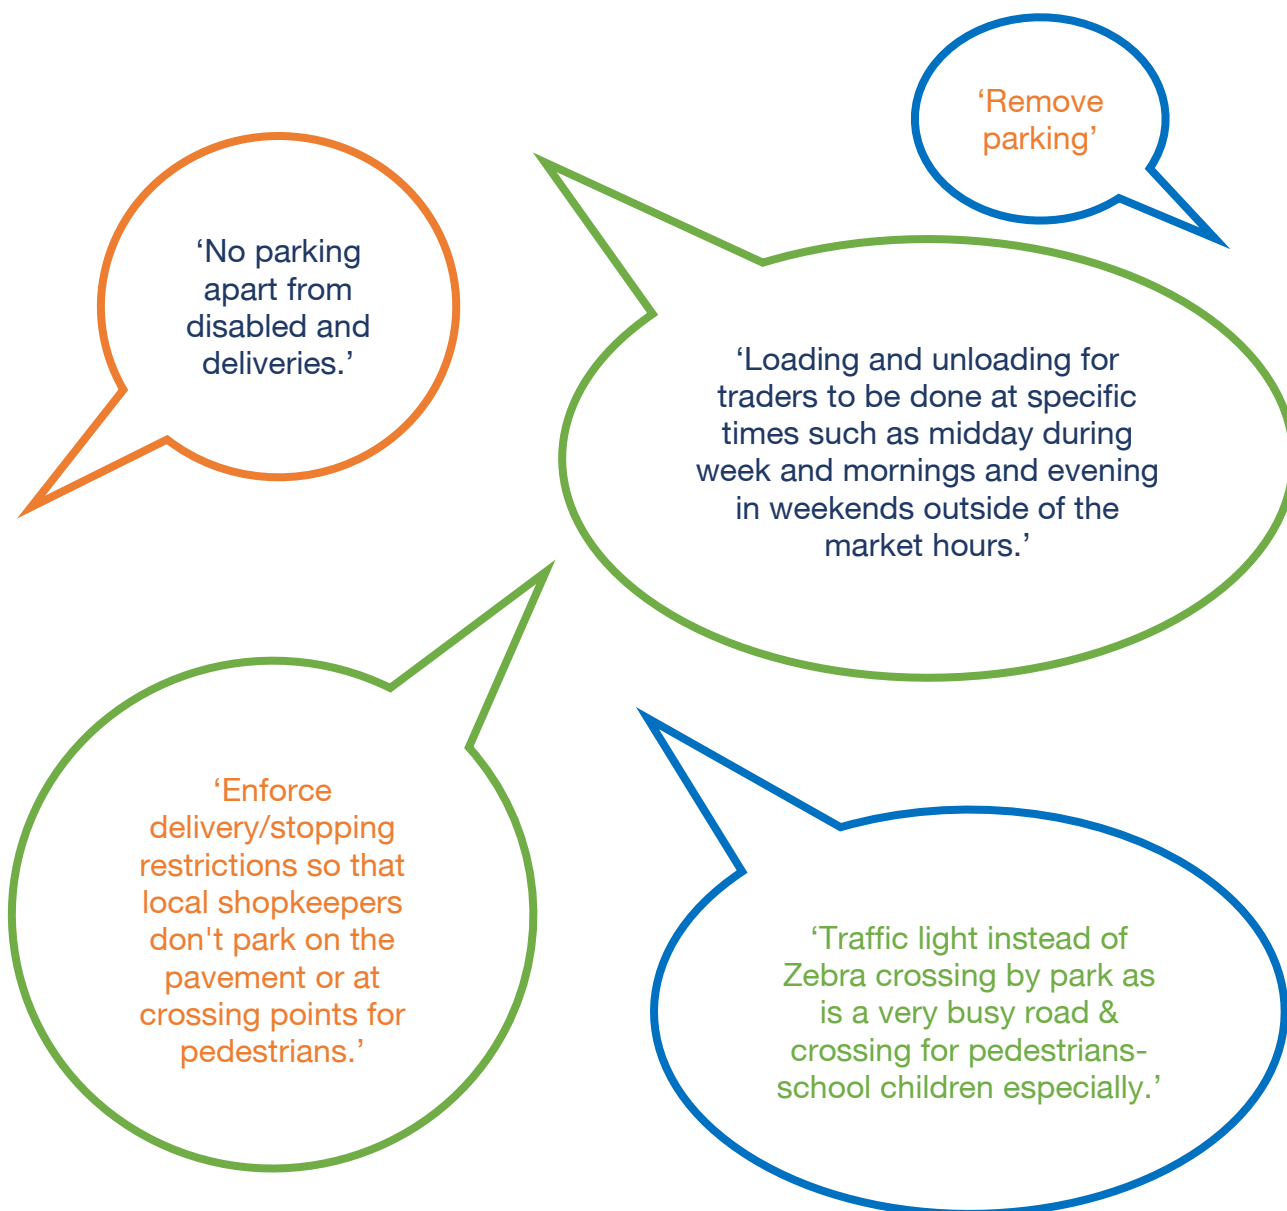 ‘Remove
parking’
‘No parking
apart from
disabled and
deliveries.’
‘Loading and unloading for
traders to be done at specific
times such as midday during
week and mornings and evening
in weekends outside of the
market hours.’
‘Enforce
delivery/stopping
restrictions so that
local shopkeepers
don't park on the
pavement or at
crossing points for
pedestrians.’
‘Traffic light instead of
Zebra crossing by park as
is a very busy road &
crossing for pedestrians-
school children especially.’